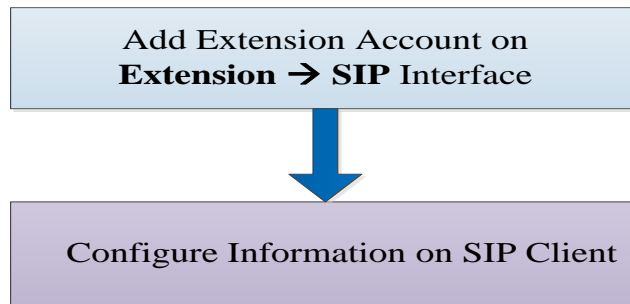 Add Extension Account on
Extension → SIP Interface
Configure Information on SIP Client